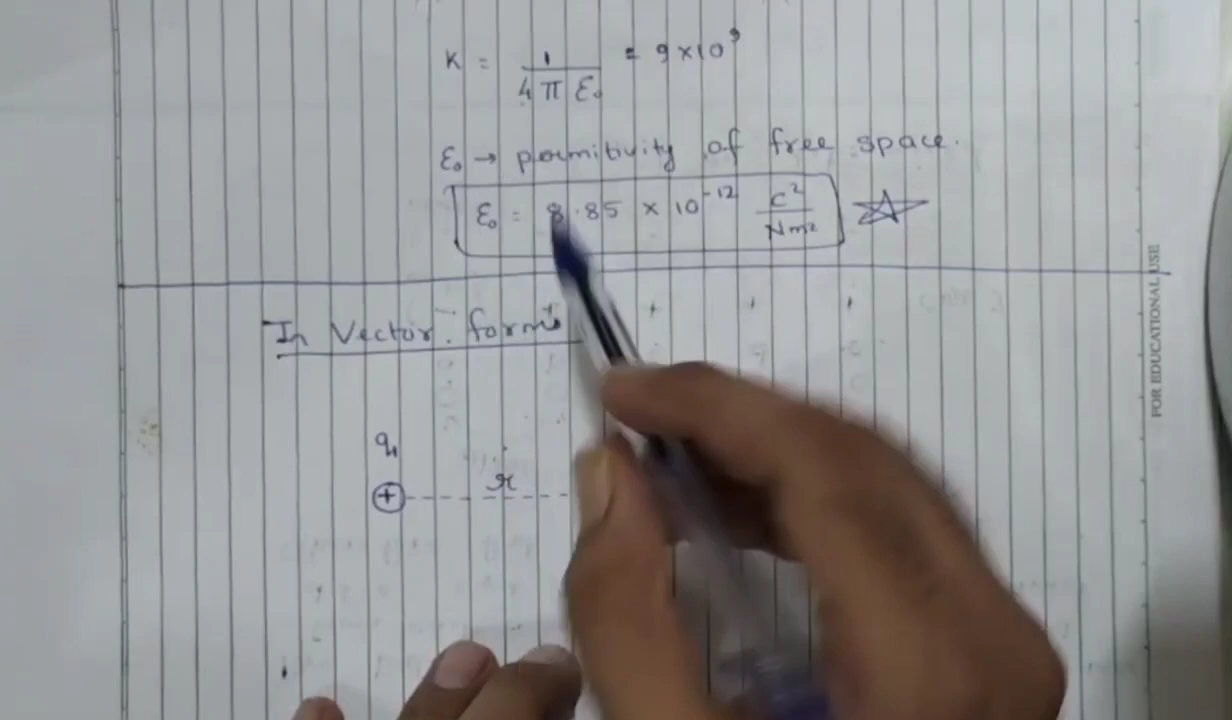 K = 1/4πε₀ = 9×10⁹
ε₀ → permitivity of free space.
ε₀ = 8.85 × 10⁻¹² C²/Nm²
In Vector form
q₁
+ r
FOR EDUCATIONAL USE